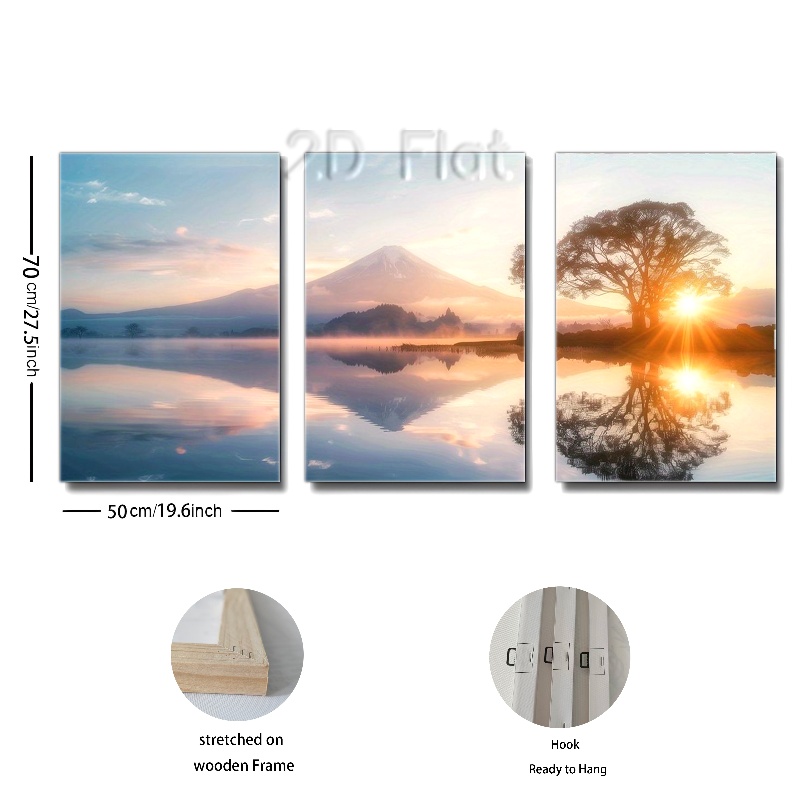 2D Flat
70 cm/27.5inch
50 cm/19.6inch
stretched on
wooden Frame
Hook
Ready to Hang